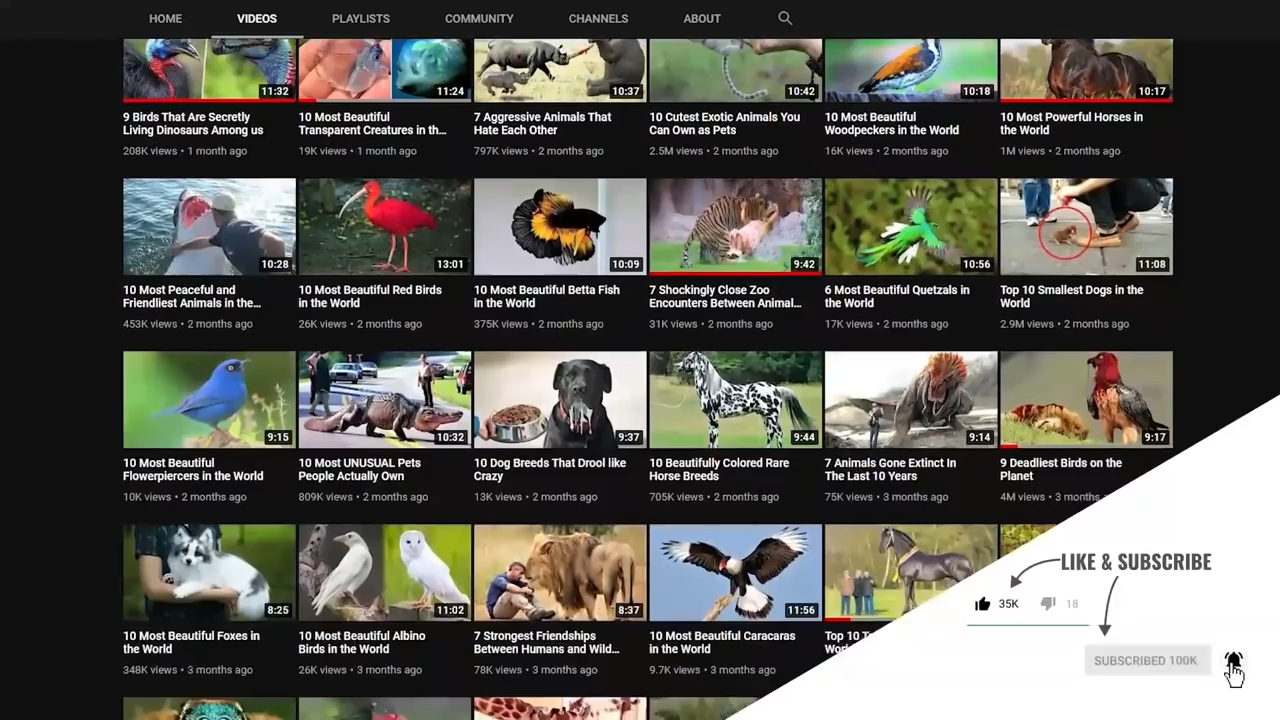 HOME VIDEOS PLAYLISTS COMMUNITY CHANNELS ABOUT
11:32 11:24 10:37 10:42 10:18 10:17
9 Birds That Are Secretly
Living Dinosaurs Among us
208K views • 1 month ago
10 Most Beautiful
Transparent Creatures in th...
19K views • 1 month ago
7 Aggressive Animals That
Hate Each Other
797K views • 2 months ago
10 Cutest Exotic Animals You
Can Own as Pets
2.5M views • 2 months ago
10 Most Beautiful
Woodpeckers in the World
16K views • 2 months ago
10 Most Powerful Horses in
the World
1M views • 2 months ago
10:28 13:01 10:09 9:42 10:56 11:08
10 Most Peaceful and
Friendliest Animals in the...
453K views • 2 months ago
10 Most Beautiful Red Birds
in the World
26K views • 2 months ago
10 Most Beautiful Betta Fish
in the World
375K views • 2 months ago
7 Shockingly Close Zoo
Encounters Between Animal...
31K views • 2 months ago
6 Most Beautiful Quetzals in
the World
17K views • 2 months ago
Top 10 Smallest Dogs in the
World
2.9M views • 2 months ago
9:15 10:32 9:37 9:44 9:14 9:17
10 Most Beautiful
Flowerpiercers in the World
10K views • 2 months ago
10 Most UNUSUAL Pets
People Actually Own
809K views • 2 months ago
10 Dog Breeds That Drool like
Crazy
13K views • 2 months ago
10 Beautifully Colored Rare
Horse Breeds
705K views • 2 months ago
7 Animals Gone Extinct In
The Last 10 Years
75K views • 3 months ago
9 Deadliest Birds on the
Planet
4M views • 3 months
8:25 11:02 8:37 11:56
10 Most Beautiful Foxes in
the World
348K views • 3 months ago
10 Most Beautiful Albino
Birds in the World
26K views • 3 months ago
7 Strongest Friendships
Between Humans and Wild...
78K views • 3 months ago
10 Most Beautiful Caracaras
in the World
9.7K views • 3 months ago
Top 10
LIKE & SUBSCRIBE
35K 18
SUBSCRIBED 100K